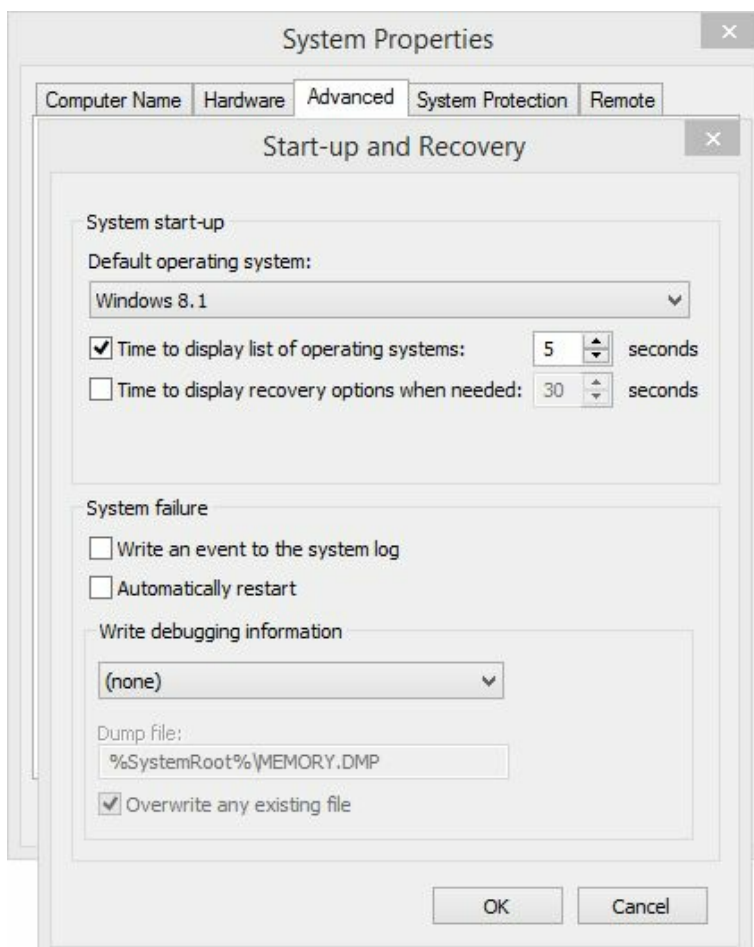 System Properties
Computer Name Hardware Advanced System Protection Remote
Start-up and Recovery
System start-up
Default operating system:
Windows 8.1
Time to display list of operating systems: 5 seconds
Time to display recovery options when needed: 30 seconds
System failure
Write an event to the system log
Automatically restart
Write debugging information
(none)
Dump file:
%SystemRoot%\MEMORY.DMP
Overwrite any existing file
OK Cancel